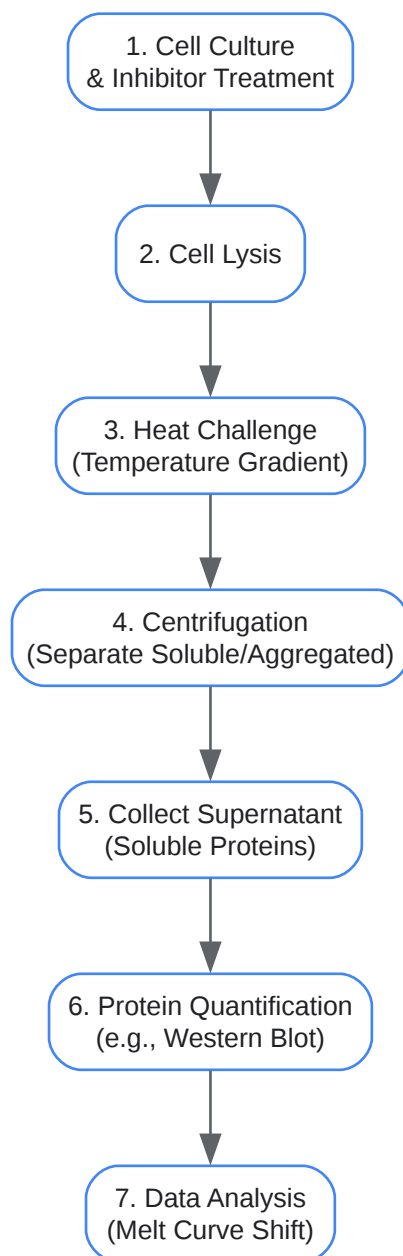 1. Cell Culture
& Inhibitor Treatment
2. Cell Lysis
3. Heat Challenge
(Temperature Gradient)
4. Centrifugation
(Separate Soluble/Aggregated)
5. Collect Supernatant
(Soluble Proteins)
6. Protein Quantification
(e.g., Western Blot)
7. Data Analysis
(Melt Curve Shift)